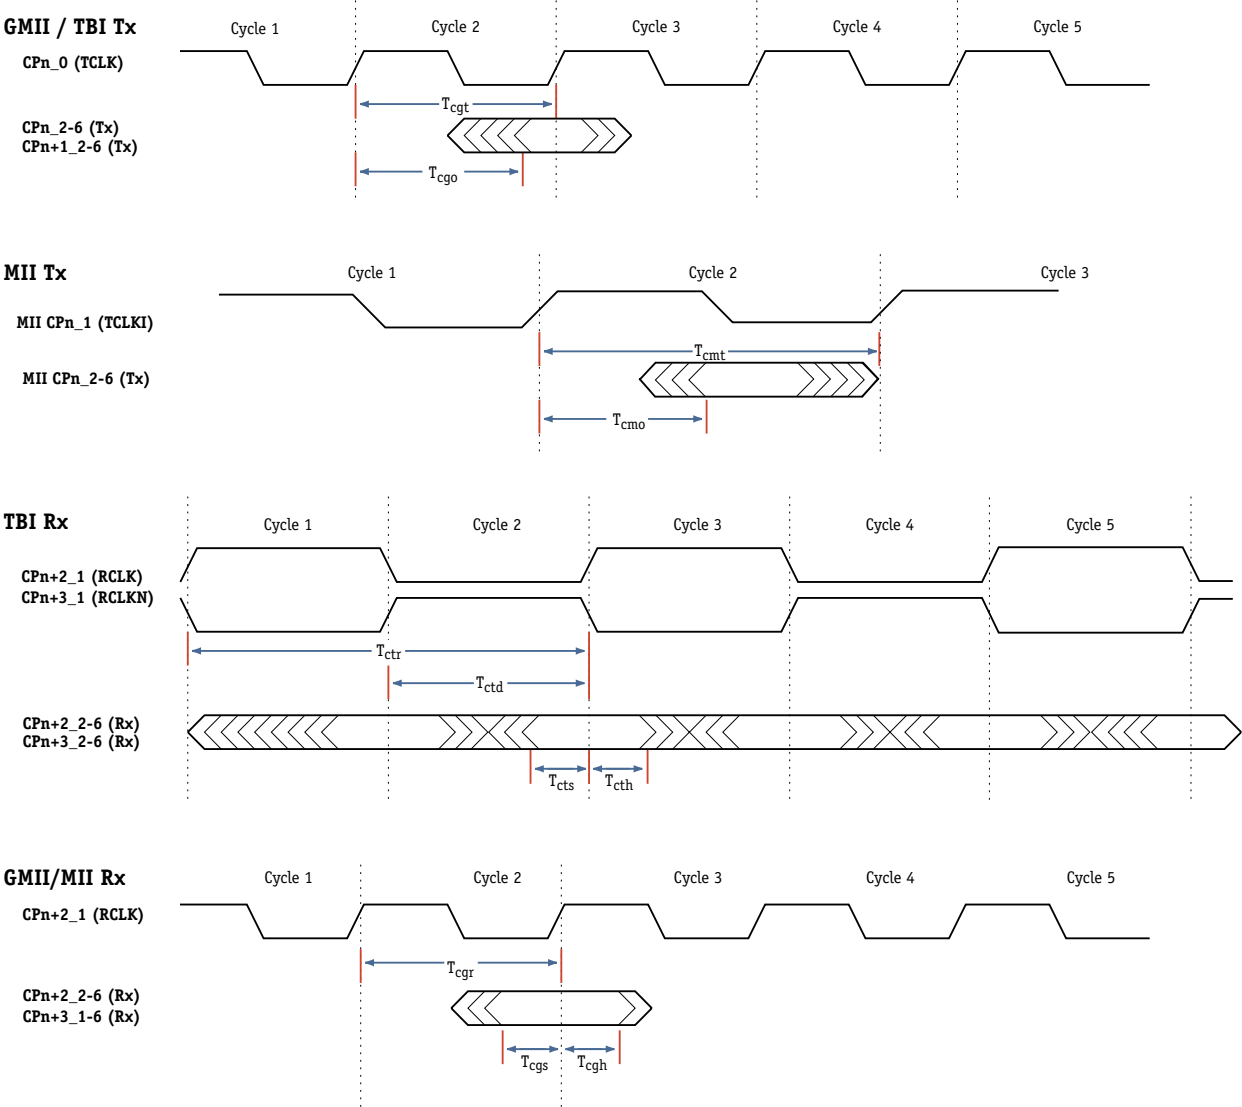 GMII / TBI Tx
Cycle 1 Cycle 2 Cycle 3 Cycle 4 Cycle 5
CPn_0 (TCLK)
Tcgt
CPn_2-6 (Tx)
CPn+1_2-6 (Tx)
Tcgo
MII Tx
Cycle 1 Cycle 2 Cycle 3
MII CPn_1 (TCLKI)
Tcmt
MII CPn_2-6 (Tx)
Tcmo
TBI Rx
Cycle 1 Cycle 2 Cycle 3 Cycle 4 Cycle 5
CPn+2_1 (RCLK)
CPn+3_1 (RCLKN)
Tctr
Tctd
CPn+2_2-6 (Rx)
CPn+3_2-6 (Rx)
Tcts Tcth
GMII/MII Rx
Cycle 1 Cycle 2 Cycle 3 Cycle 4 Cycle 5
CPn+2_1 (RCLK)
Tcgr
CPn+2_2-6 (Rx)
CPn+3_1-6 (Rx)
Tcgs Tcgh